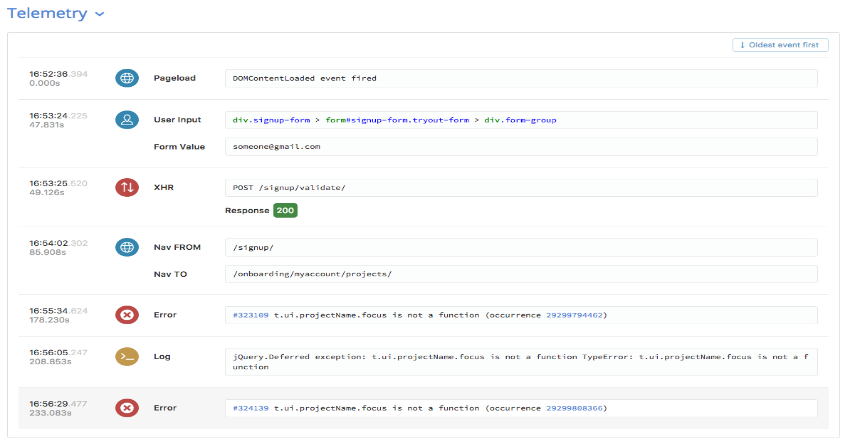 Telemetry
↓ Oldest event first
16:52:36.394
0.000s
Pageload
DOMContentLoaded event fired
16:53:24.225
47.831s
User Input
div.signup-form > form#signup-form.tryout-form > div.form-group
Form Value
someone@gmail.com
16:53:25.520
49.126s
XHR
POST /signup/validate/
Response 200
16:54:02.302
85.908s
Nav FROM
/signup/
Nav TO
/onboarding/myaccount/projects/
16:55:34.624
178.230s
Error
#323109 t.ui.projectName.focus is not a function (occurrence 29299794462)
16:56:05.247
208.853s
Log
jQuery.Deferred exception: t.ui.projectName.focus is not a function TypeError: t.ui.projectName.focus is not a f
unction
16:56:29.477
233.083s
Error
#324139 t.ui.projectName.focus is not a function (occurrence 29299808366)